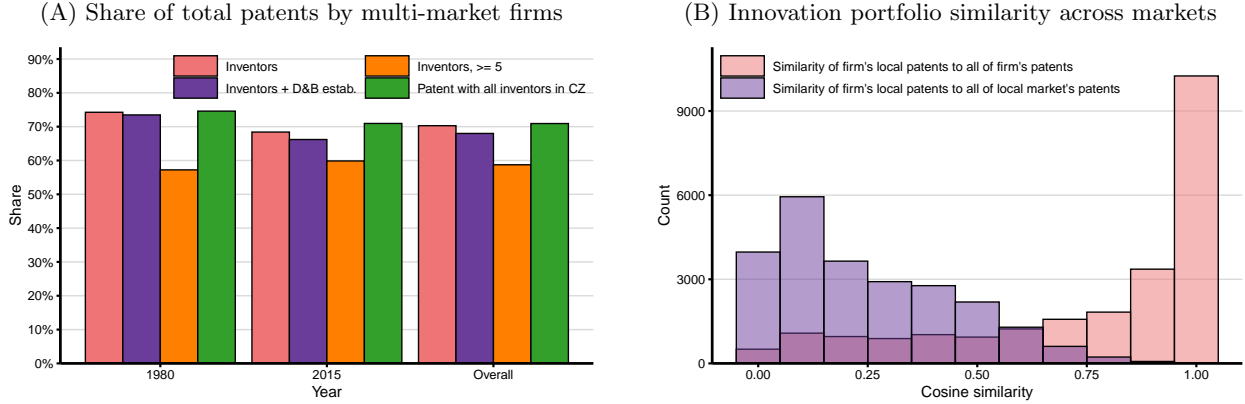 (A) Share of total patents by multi-market firms
90%
80%
70%
60%
50%
40%
30%
20%
10%
0%
Share
Inventors
Inventors, >= 5
Inventors + D&B estab.
Patent with all inventors in CZ
1980
2015
Overall
Year
(B) Innovation portfolio similarity across markets
Similarity of firm's local patents to all of firm's patents
Similarity of firm's local patents to all of local market's patents
9000
6000
3000
0
Count
0.00
0.25
0.50
0.75
1.00
Cosine similarity